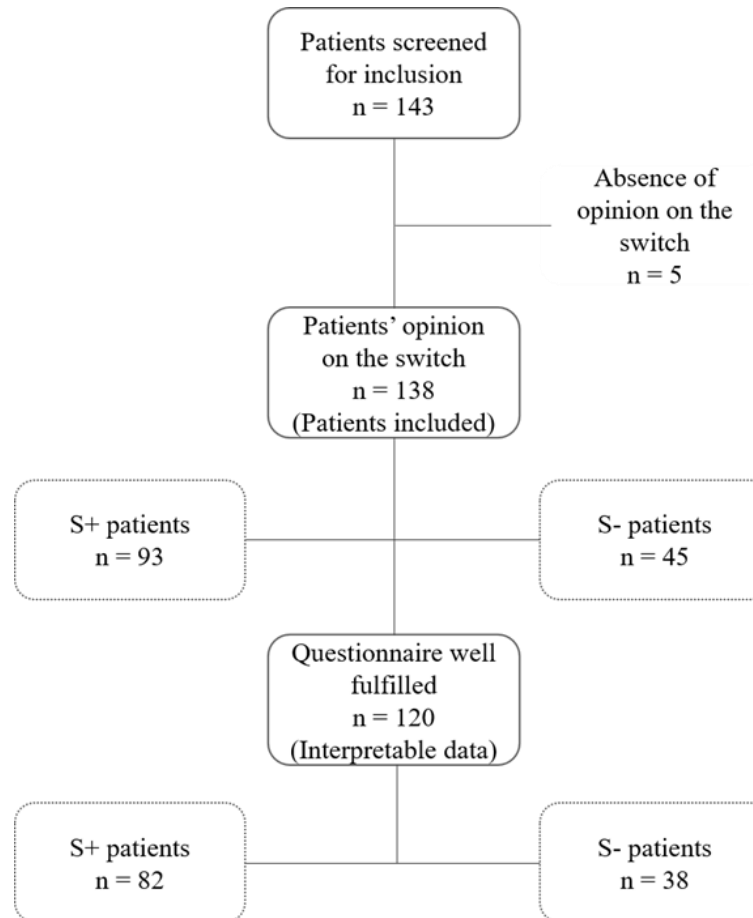 Patients screened
for inclusion
n = 143
Absence of
opinion on the
switch
n = 5
Patients’ opinion
on the switch
n = 138
(Patients included)
S+ patients
n = 93
S- patients
n = 45
Questionnaire well
fulfilled
n = 120
(Interpretable data)
S+ patients
n = 82
S- patients
n = 38